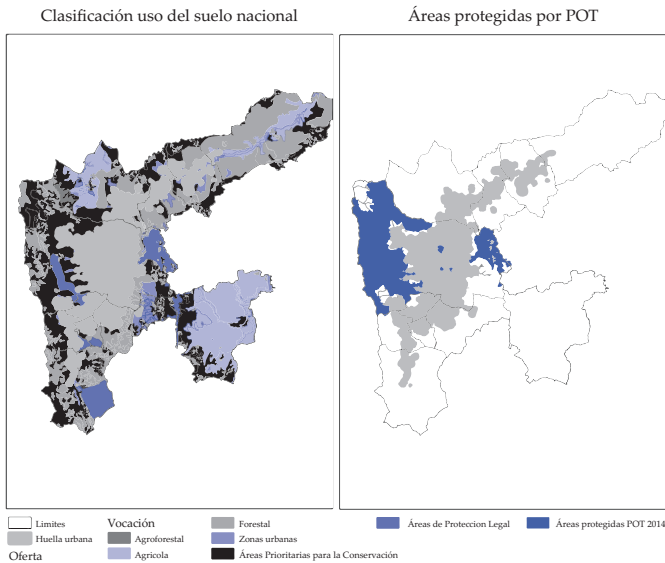 Clasificación uso del suelo nacional
Áreas protegidas por POT
Limites
Huella urbana
Oferta
Vocación
Agroforestal
Agricola
Forestal
Zonas urbanas
Áreas Prioritarias para la Conservación
Áreas de Proteccion Legal
Áreas protegidas POT 2014